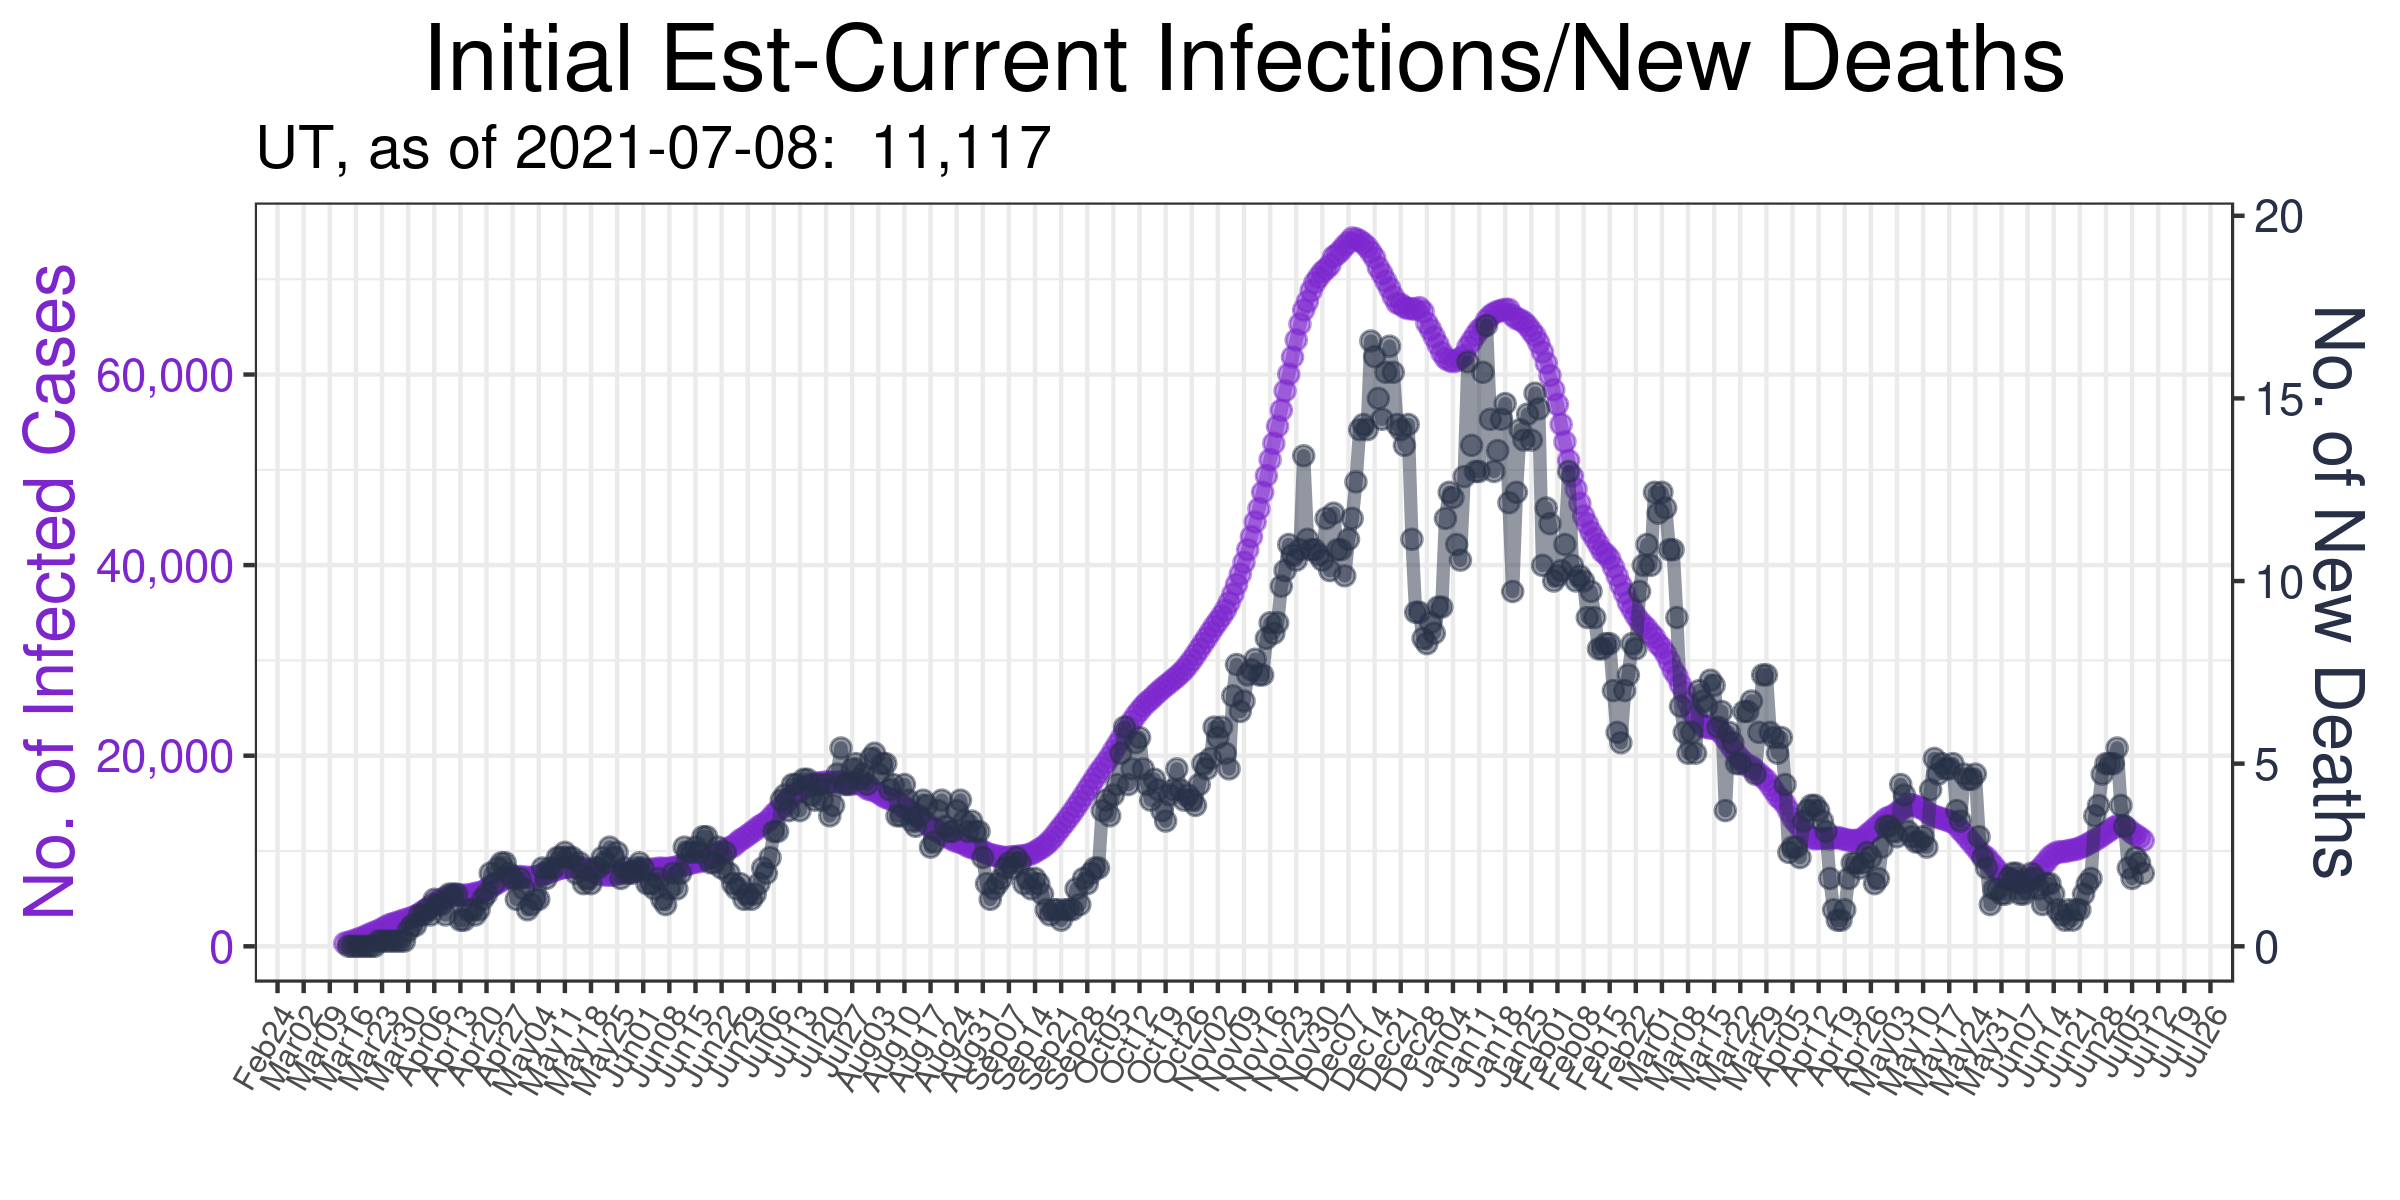 Initial Est-Current Infections/New Deaths
UT, as of 2021-07-08:  11,117
No. of Infected Cases
60,000
40,000
20,000
0
20
15
10
5
0
No. of New Deaths
Feb24
Mar02
Mar09
Mar16
Mar23
Mar30
Apr06
Apr13
Apr20
Apr27
May04
May11
May18
May25
Jun01
Jun08
Jun15
Jun22
Jun29
Jul06
Jul13
Jul20
Jul27
Aug03
Aug10
Aug17
Aug24
Aug31
Sep07
Sep14
Sep21
Sep28
Oct05
Oct12
Oct19
Oct26
Nov02
Nov09
Nov16
Nov23
Nov30
Dec07
Dec14
Dec21
Dec28
Jan04
Jan11
Jan18
Jan25
Feb01
Feb08
Feb15
Feb22
Mar01
Mar08
Mar15
Mar22
Mar29
Apr05
Apr12
Apr19
Apr26
May03
May10
May17
May24
May31
Jun07
Jun14
Jun21
Jun28
Jul05
Jul12
Jul19
Jul26